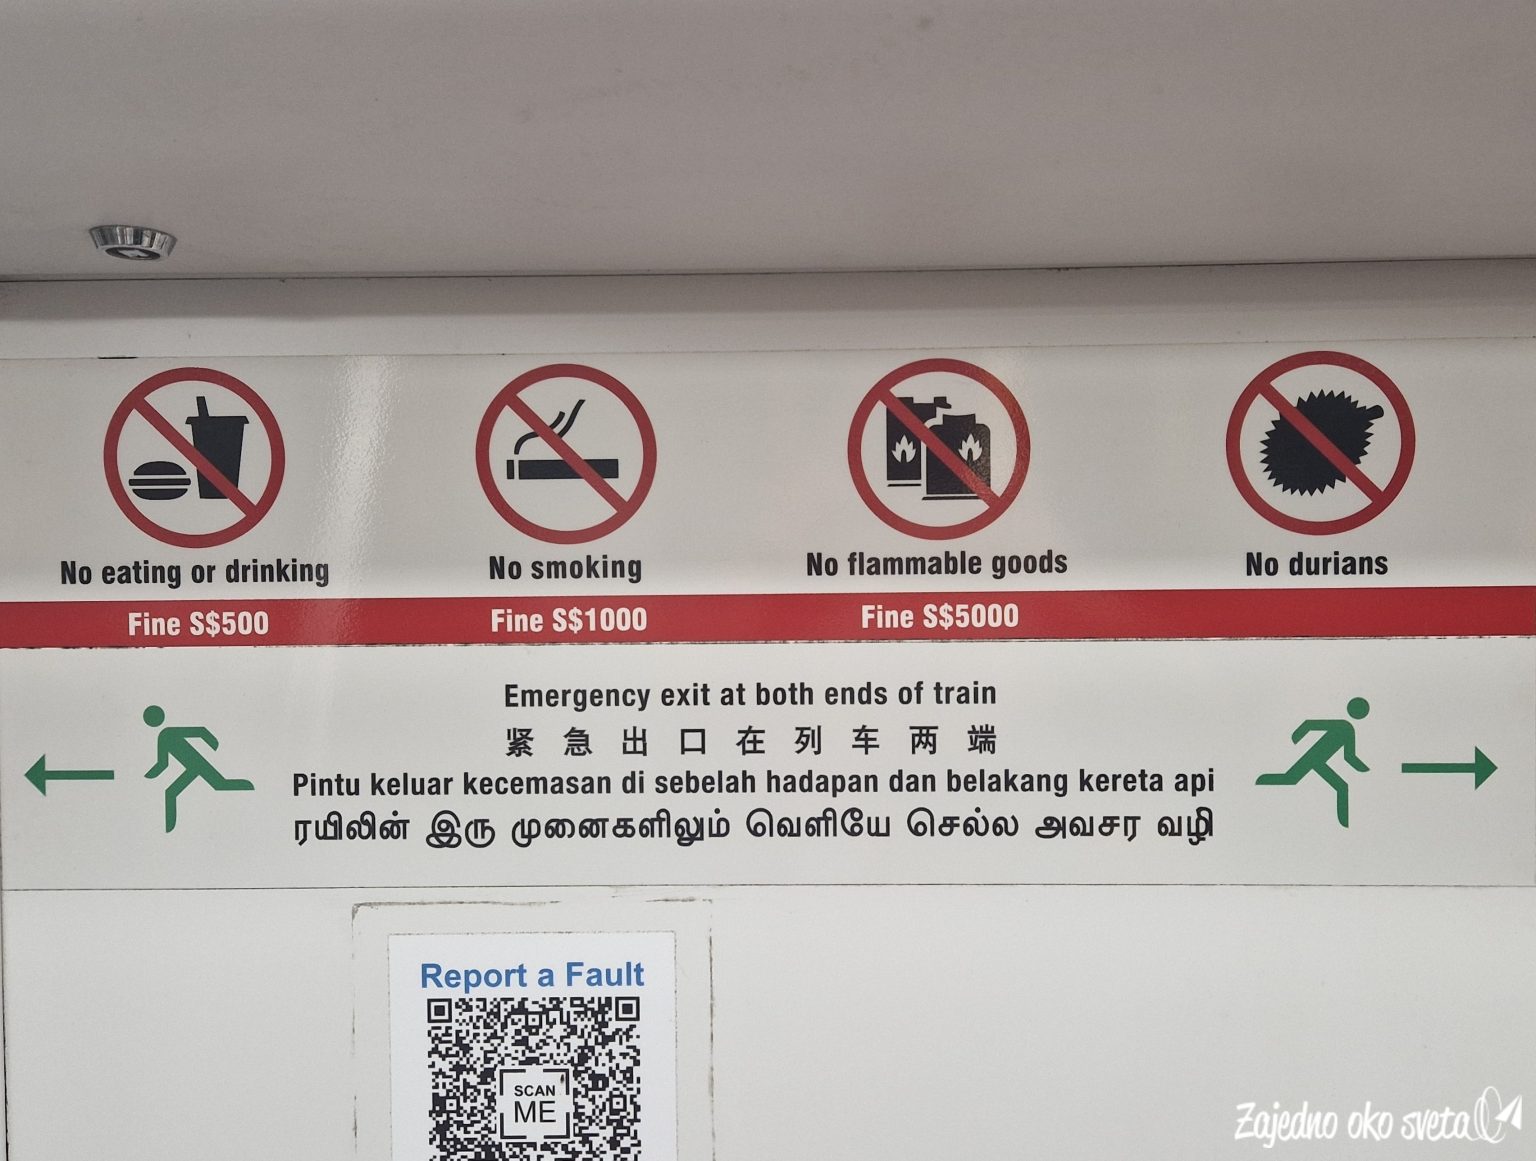 No eating or drinking
No smoking
No flammable goods
No durians
Fine S$500
Fine S$1000
Fine S$5000
Emergency exit at both ends of train
紧急出口在列车两端
Pintu keluar kecemasan di sebelah hadapan dan belakang kereta api
ரயிலின் இரு முனைகளிலும் வெளியே செல்ல அவசர வழி
Report a Fault
SCAN
ME
Zajedno oko sveta